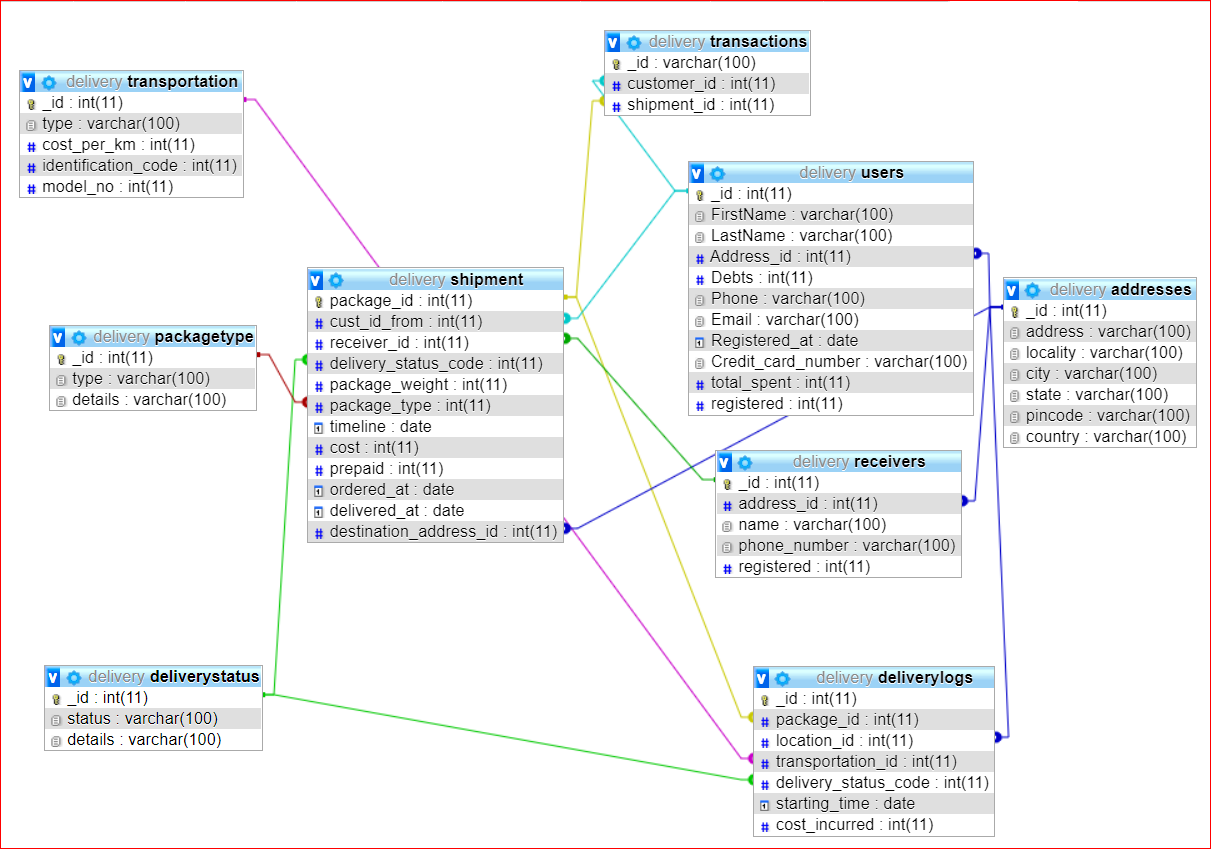 delivery transactions
_id : varchar(100)
customer_id : int(11)
shipment_id : int(11)
delivery transportation
_id : int(11)
type : varchar(100)
cost_per_km : int(11)
identification_code : int(11)
model_no : int(11)
delivery users
_id : int(11)
FirstName : varchar(100)
LastName : varchar(100)
Address_id : int(11)
Debts : int(11)
Phone : varchar(100)
Email : varchar(100)
Registered_at : date
Credit_card_number : varchar(100)
total_spent : int(11)
registered : int(11)
delivery shipment
package_id : int(11)
cust_id_from : int(11)
receiver_id : int(11)
delivery_status_code : int(11)
package_weight : int(11)
package_type : int(11)
timeline : date
cost : int(11)
prepaid : int(11)
ordered_at : date
delivered_at : date
destination_address_id : int(11)
delivery addresses
_id : int(11)
address : varchar(100)
locality : varchar(100)
city : varchar(100)
state : varchar(100)
pincode : varchar(100)
country : varchar(100)
delivery packagetype
_id : int(11)
type : varchar(100)
details : varchar(100)
delivery receivers
_id : int(11)
address_id : int(11)
name : varchar(100)
phone_number : varchar(100)
registered : int(11)
delivery deliverystatus
_id : int(11)
status : varchar(100)
details : varchar(100)
delivery deliverylogs
_id : int(11)
package_id : int(11)
location_id : int(11)
transportation_id : int(11)
delivery_status_code : int(11)
starting_time : date
cost_incurred : int(11)